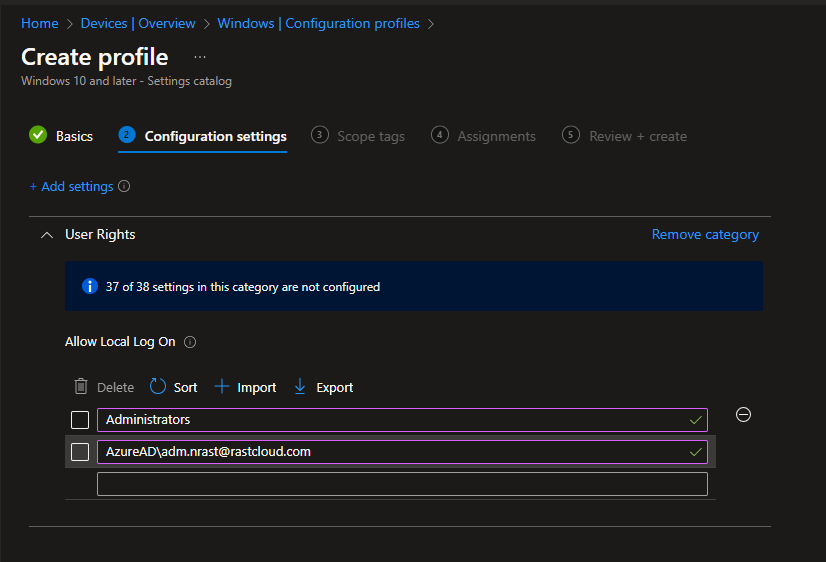 Home > Devices | Overview > Windows | Configuration profiles >
Create profile ...
Windows 10 and later - Settings catalog
Basics 2 Configuration settings 3 Scope tags 4 Assignments 5 Review + create
+ Add settings
User Rights Remove category
37 of 38 settings in this category are not configured
Allow Local Log On
Delete Sort Import Export
Administrators
AzureAD\adm.nrast@rastcloud.com